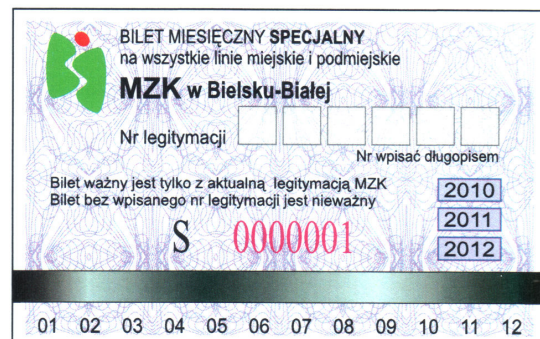 BILET MIESIĘCZNY SPECJALNY
na wszystkie linie miejskie i podmiejskie
MZK w Bielsku-Białej
Nr legitymacji
Nr wpisać długopisem
Bilet ważny jest tylko z aktualną legitymacją MZK
Bilet bez wpisanego nr legitymacji jest nieważny
S 0000001
2010
2011
2012
01 02 03 04 05 06 07 08 09 10 11 12